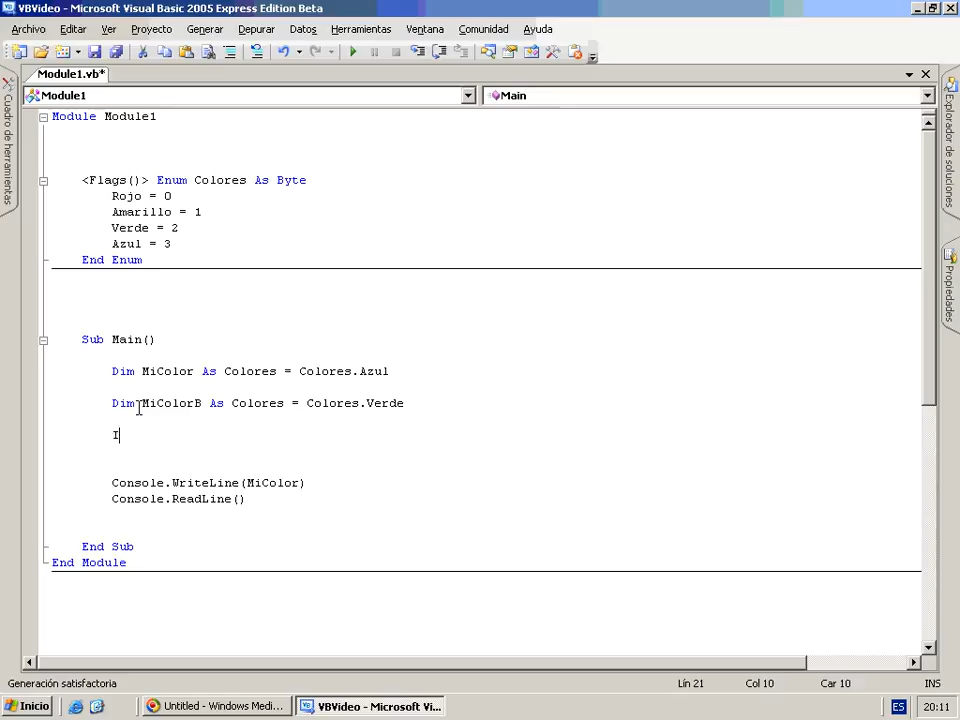 VBVideo - Microsoft Visual Basic 2005 Express Edition Beta
Archivo Editar Ver Proyecto Generar Depurar Datos Herramientas Ventana Comunidad Ayuda
Module1.vb*
Module1 Main
Cuadro de herramientas
Explorador de soluciones
Propiedades
Module Module1
<Flags()> Enum Colores As Byte
Rojo = 0
Amarillo = 1
Verde = 2
Azul = 3
End Enum
Sub Main()
Dim MiColor As Colores = Colores.Azul
Dim MiColorB As Colores = Colores.Verde
I
Console.WriteLine(MiColor)
Console.ReadLine()
End Sub
End Module
Generación satisfactoria Lín 21 Col 10 Car 10 INS
Inicio Untitled - Windows Medi... VBVideo - Microsoft Vi... ES 20:11